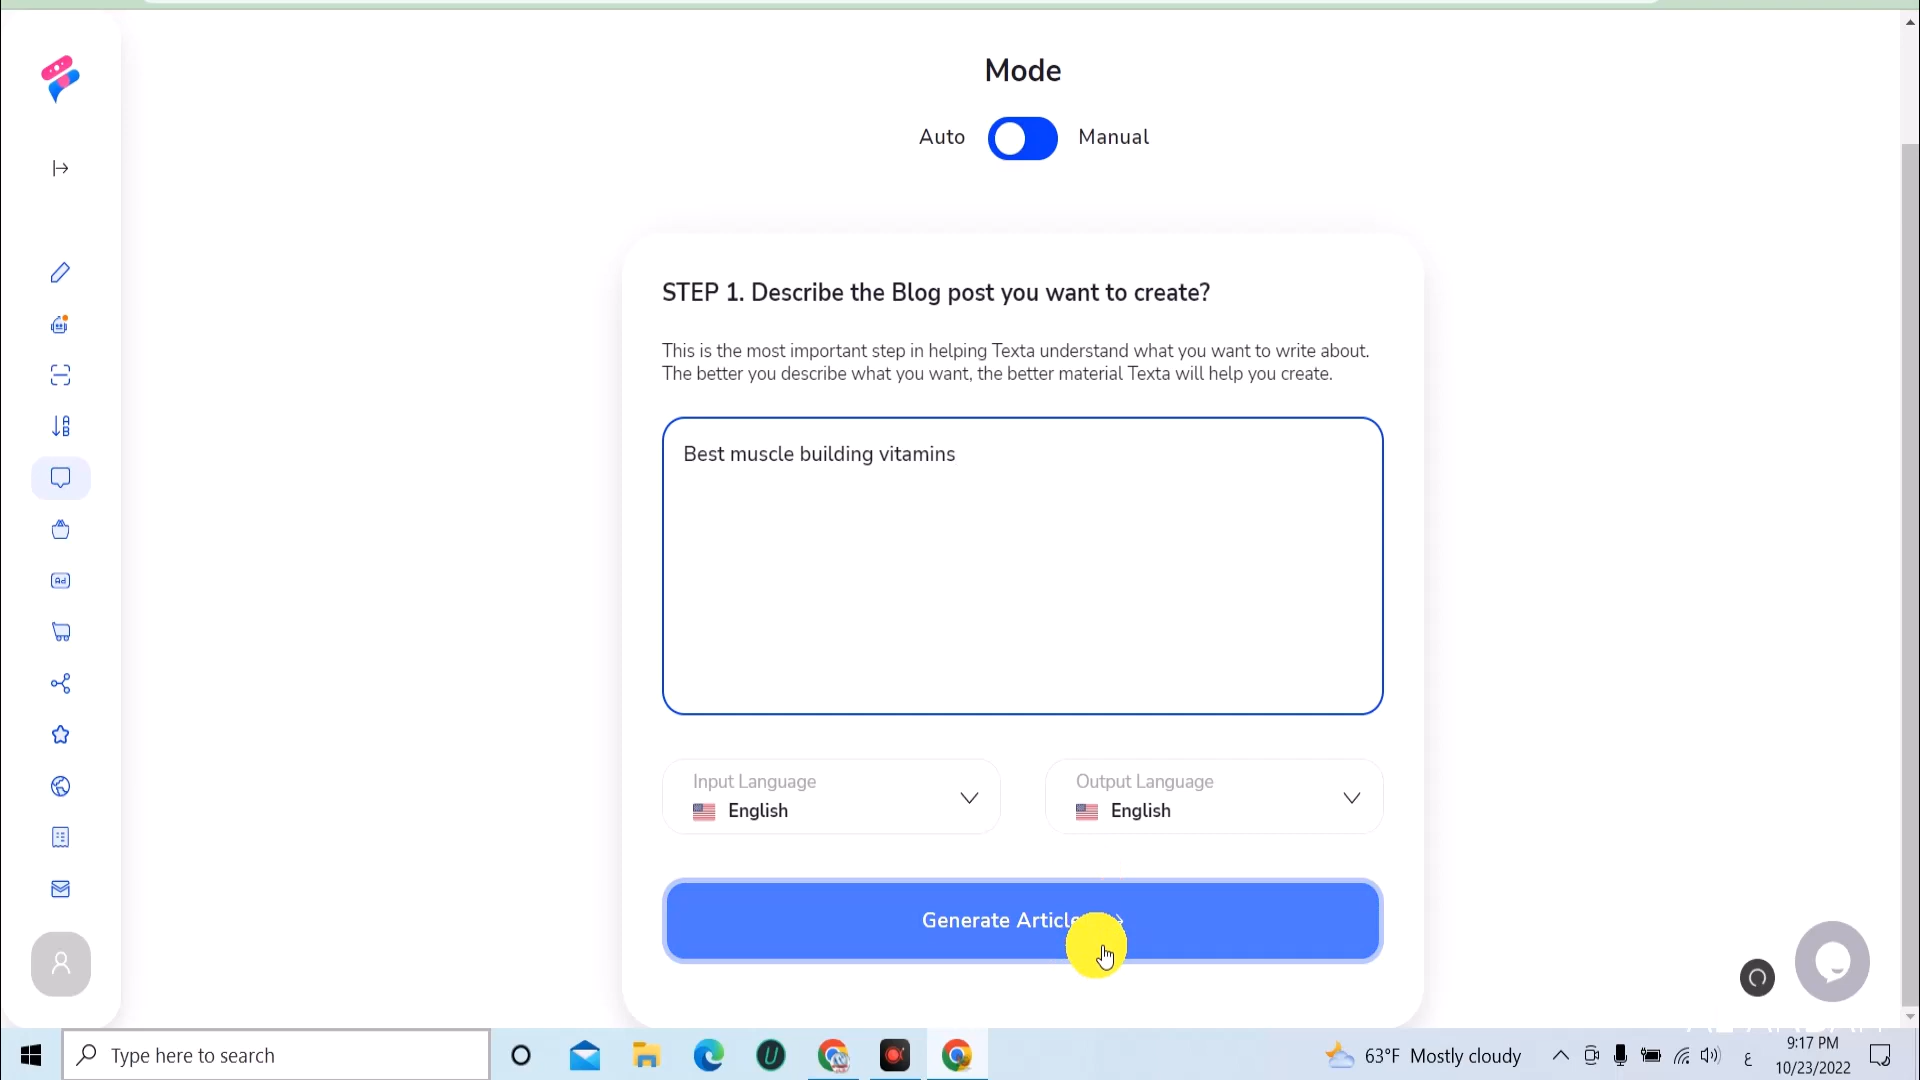 Mode
Auto
Manual
STEP 1. Describe the Blog post you want to create?
This is the most important step in helping Texta understand what you want to write about.
The better you describe what you want, the better material Texta will help you create.
Best muscle building vitamins
Input Language
English
Output Language
English
Generate Article
Ad
Type here to search
63°F Mostly cloudy
ع
9:17 PM
10/23/2022